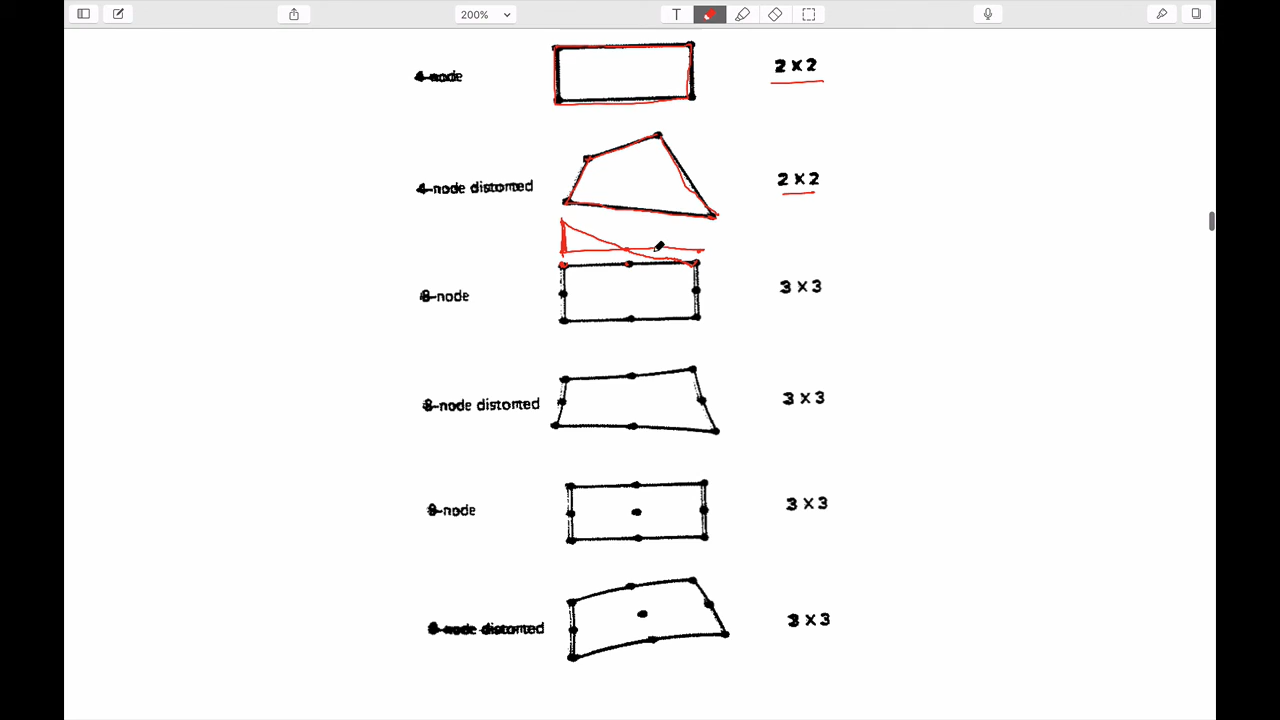 200%
T
4-node 2 × 2
4-node distorted 2 × 2
8-node 3 × 3
8-node distorted 3 × 3
9-node 3 × 3
node distorted 3 × 3